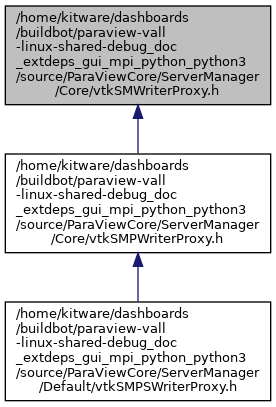 /home/kitware/dashboards
/buildbot/paraview-vall
-linux-shared-debug_doc
_extdeps_gui_mpi_python_python3
/source/ParaViewCore/ServerManager
/Core/vtkSMWriterProxy.h
/home/kitware/dashboards
/buildbot/paraview-vall
-linux-shared-debug_doc
_extdeps_gui_mpi_python_python3
/source/ParaViewCore/ServerManager
/Core/vtkSMPWriterProxy.h
/home/kitware/dashboards
/buildbot/paraview-vall
-linux-shared-debug_doc
_extdeps_gui_mpi_python_python3
/source/ParaViewCore/ServerManager
/Default/vtkSMPSWriterProxy.h